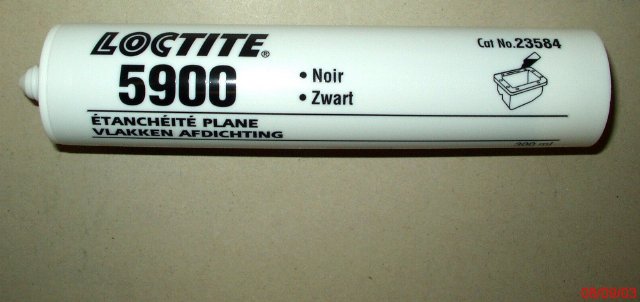 LOCTITE®
5900
• Noir
• Zwart
Cat No.23584
ÉTANCHÉITÉ PLANE
VLAKKEN AFDICHTING
300 ml